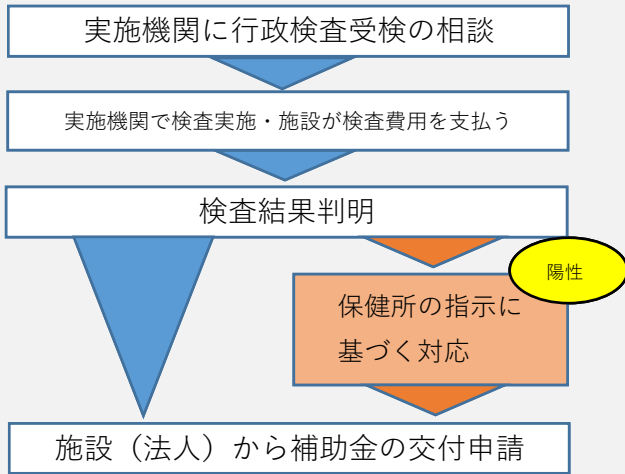 実施機関に行政検査受検の相談
実施機関で検査実施・施設が検査費用を支払う
検査結果判明
陽性
保健所の指示に
基づく対応
施設（法人）から補助金の交付申請